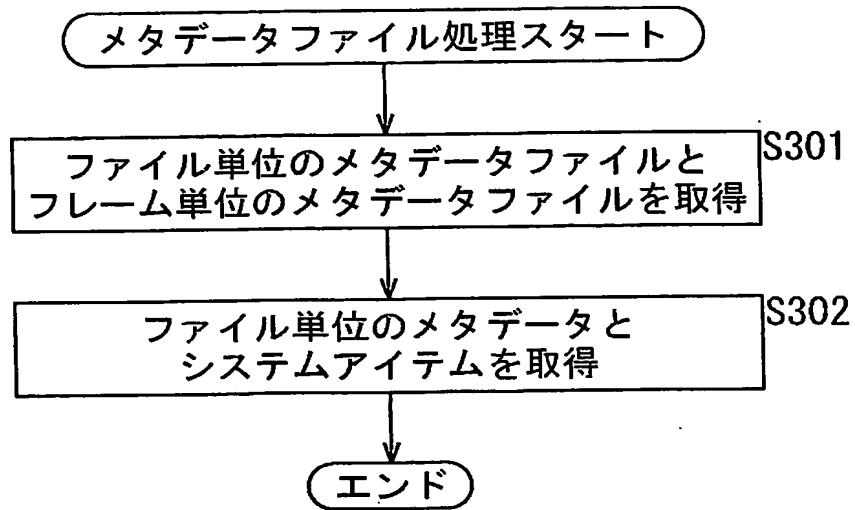 メタデータファイル処理スタート
S301
ファイル単位のメタデータファイルと
フレーム単位のメタデータファイルを取得
S302
ファイル単位のメタデータと
システムアイテムを取得
エンド